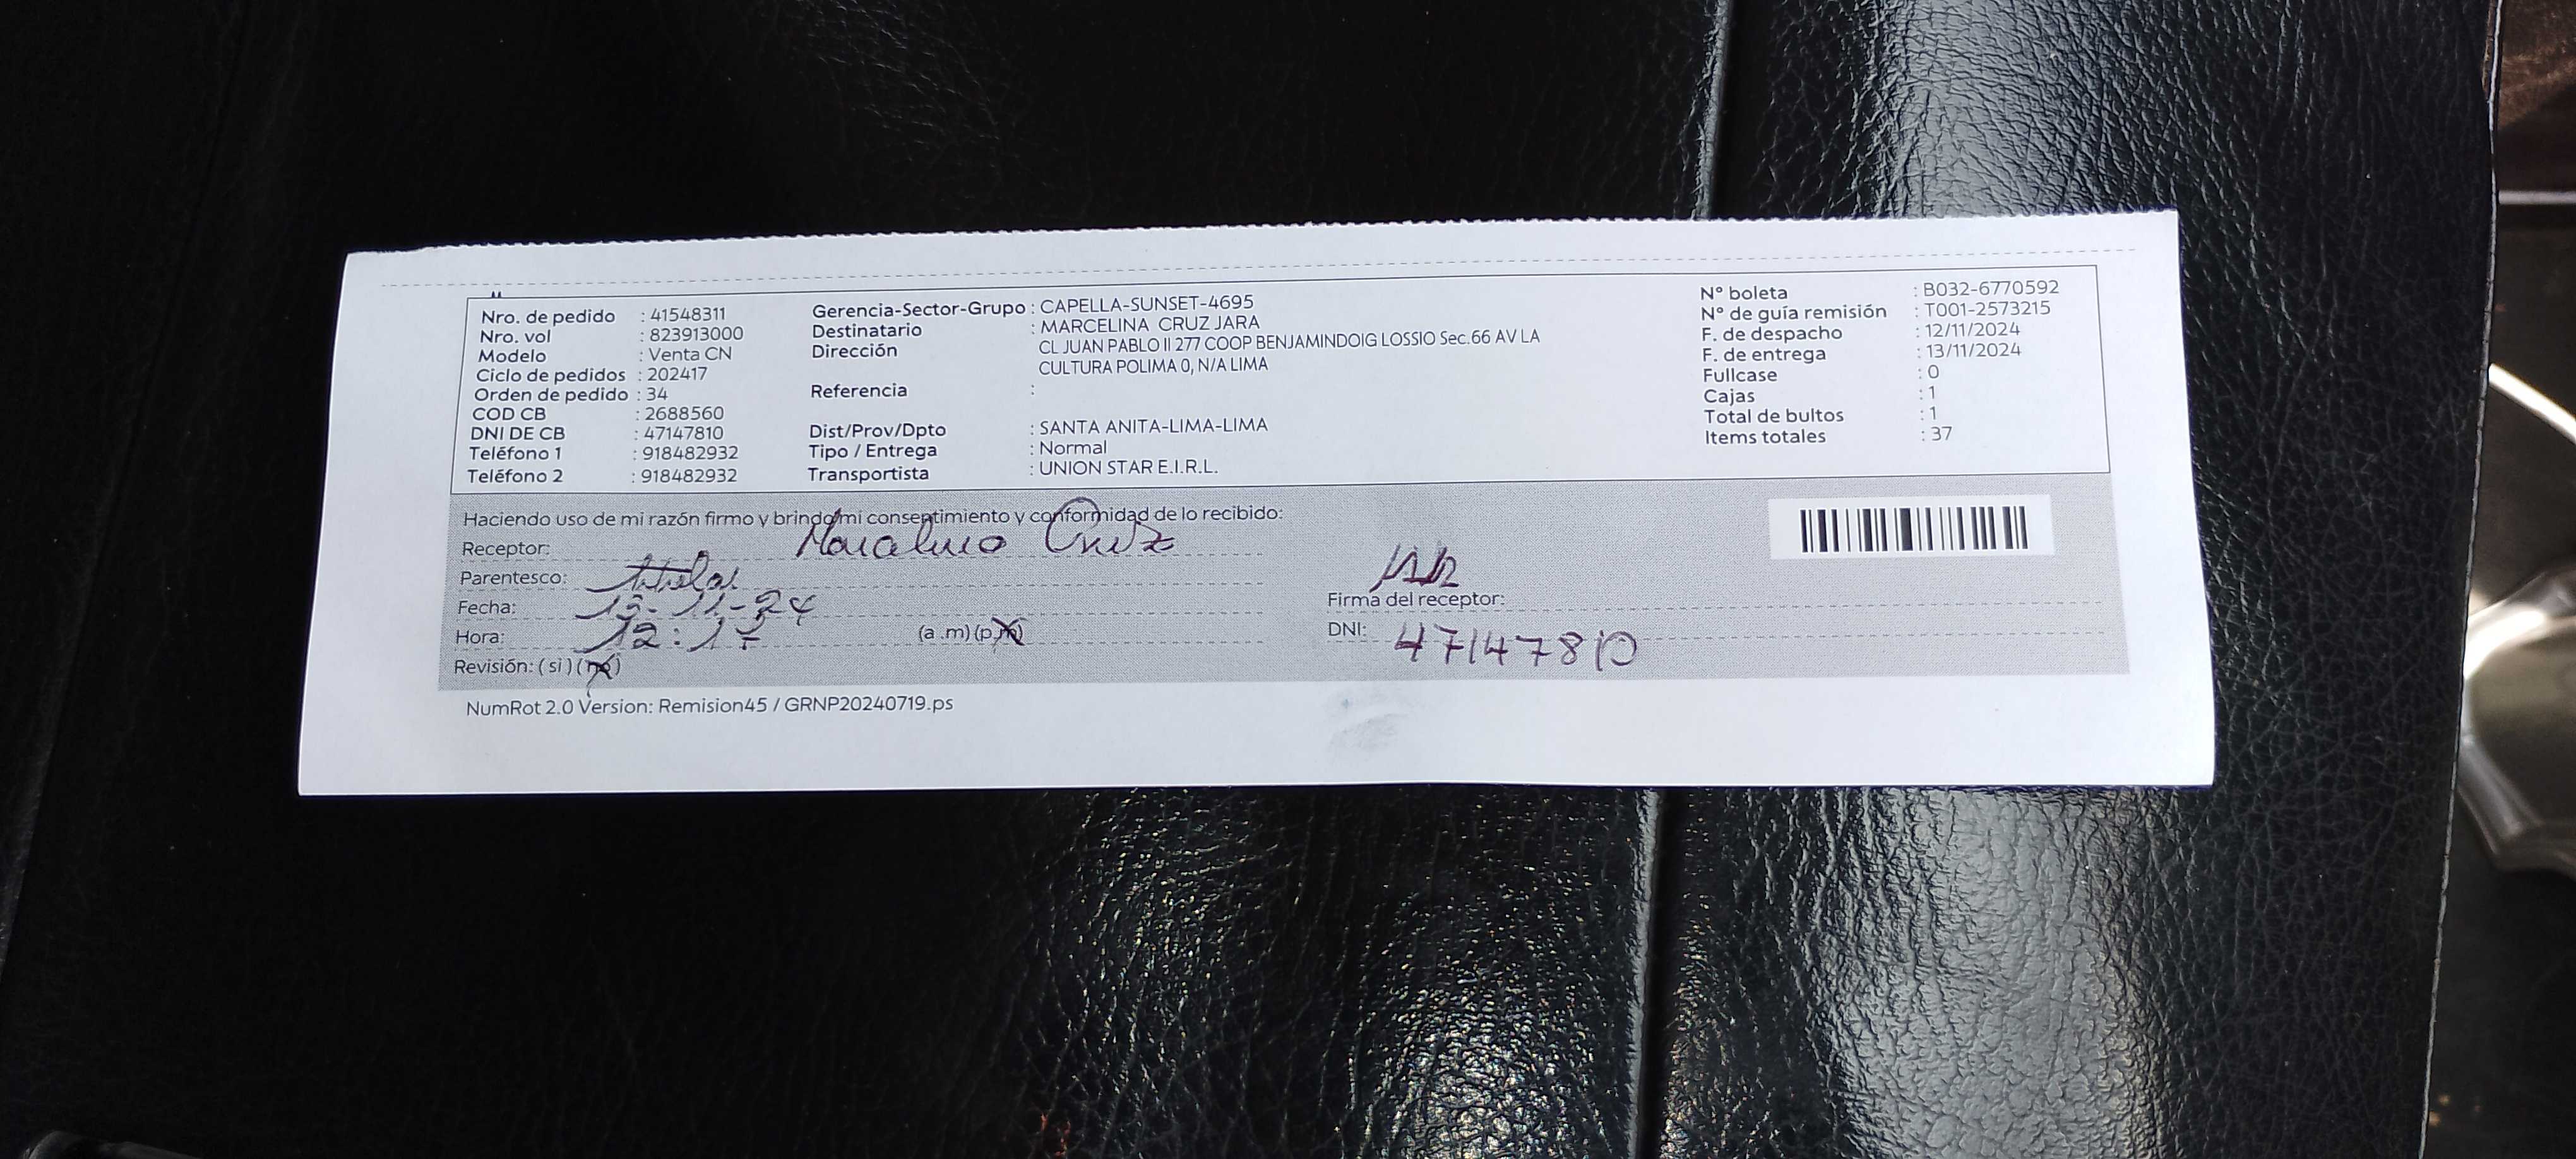 Nro. de pedido : 41548311
Nro. vol : 823913000
Modelo : Venta CN
Ciclo de pedidos : 202417
Orden de pedido : 34
COD CB : 2688560
DNI DE CB : 47147810
Teléfono 1 : 918482932
Teléfono 2 : 918482932
Gerencia-Sector-Grupo : CAPELLA-SUNSET-4695
Destinatario : MARCELINA CRUZ JARA
Dirección CL JUAN PABLO II 277 COOP BENJAMINDOIG LOSSIO Sec.66 AV LA
CULTURA POLIMA 0, N/A LIMA
Referencia :
Dist/Prov/Dpto : SANTA ANITA-LIMA-LIMA
Tipo / Entrega : Normal
Transportista : UNION STAR E.I.R.L.
N° boleta : B032-6770592
N° de guía remisión : T001-2573215
F. de despacho : 12/11/2024
F. de entrega : 13/11/2024
Fullcase : 0
Cajas : 1
Total de bultos : 1
Items totales : 37
Haciendo uso de mi razón firmo y brindo mi consentimiento y conformidad de lo recibido:
Receptor: Cruz
Parentesco: titular
Fecha: 13-11-24
Hora: 12:17 (a .m) (p.m)
Revisión: ( si ) ( no )
Firma del receptor:
DNI: 47147810
NumRot 2.0 Version: Remision45 / GRNP20240719.ps